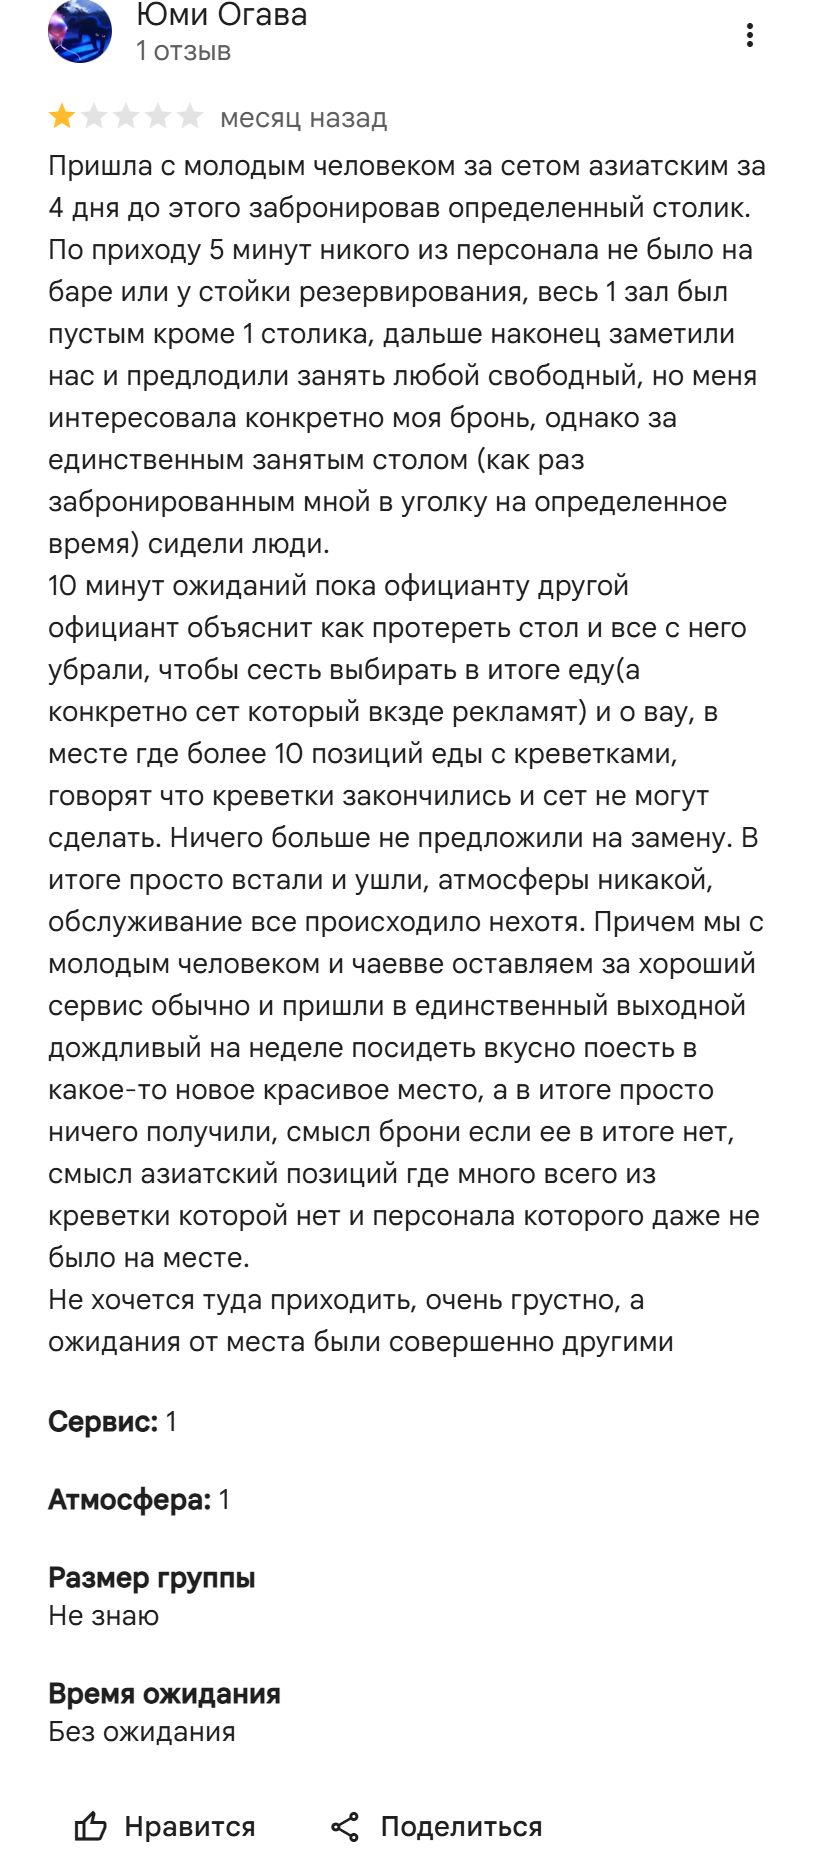 Юми Огава
1 отзыв
месяц назад
Пришла с молодым человеком за сетом азиатским за
4 дня до этого забронировав определенный столик.
По приходу 5 минут никого из персонала не было на
баре или у стойки резервирования, весь 1 зал был
пустым кроме 1 столика, дальше наконец заметили
нас и предлодили занять любой свободный, но меня
интересовала конкретно моя бронь, однако за
единственным занятым столом (как раз
забронированным мной в уголку на определенное
время) сидели люди.
10 минут ожиданий пока официанту другой
официант объяснит как протереть стол и все с него
убрали, чтобы сесть выбирать в итоге еду(а
конкретно сет который вкзде рекламят) и о вау, в
месте где более 10 позиций еды с креветками,
говорят что креветки закончились и сет не могут
сделать. Ничего больше не предложили на замену. В
итоге просто встали и ушли, атмосферы никакой,
обслуживание все происходило нехотя. Причем мы с
молодым человеком и чаевве оставляем за хороший
сервис обычно и пришли в единственный выходной
дождливый на неделе посидеть вкусно поесть в
какое-то новое красивое место, а в итоге просто
ничего получили, смысл брони если ее в итоге нет,
смысл азиатский позиций где много всего из
креветки которой нет и персонала которого даже не
было на месте.
Не хочется туда приходить, очень грустно, а
ожидания от места были совершенно другими
Сервис: 1
Атмосфера: 1
Размер группы
Не знаю
Время ожидания
Без ожидания
Нравится Поделиться